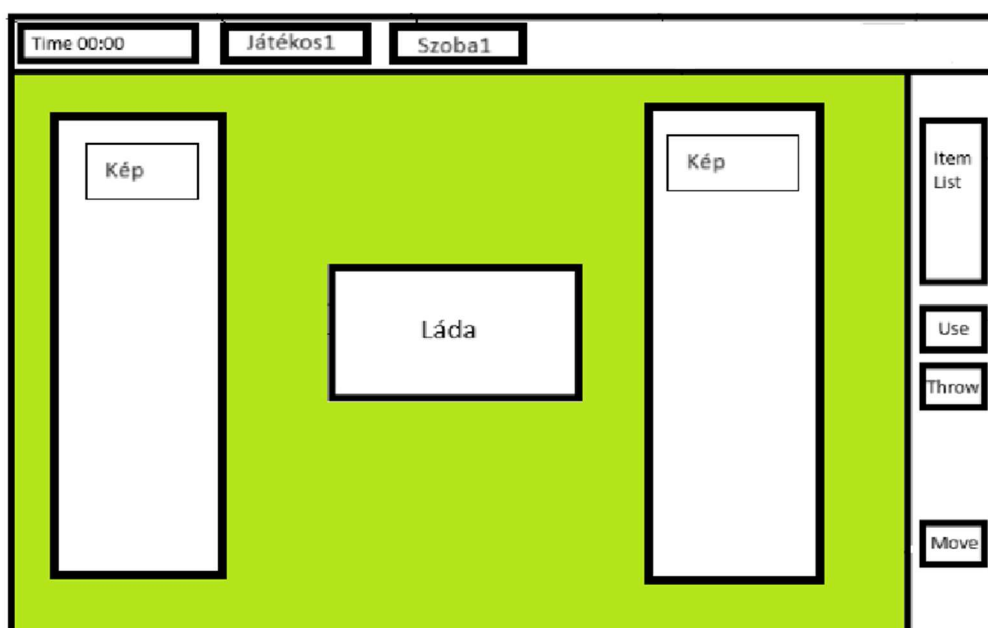 Time 00:00
Játékos1
Szoba1
Kép
Kép
Láda
Item
List
Use
Throw
Move